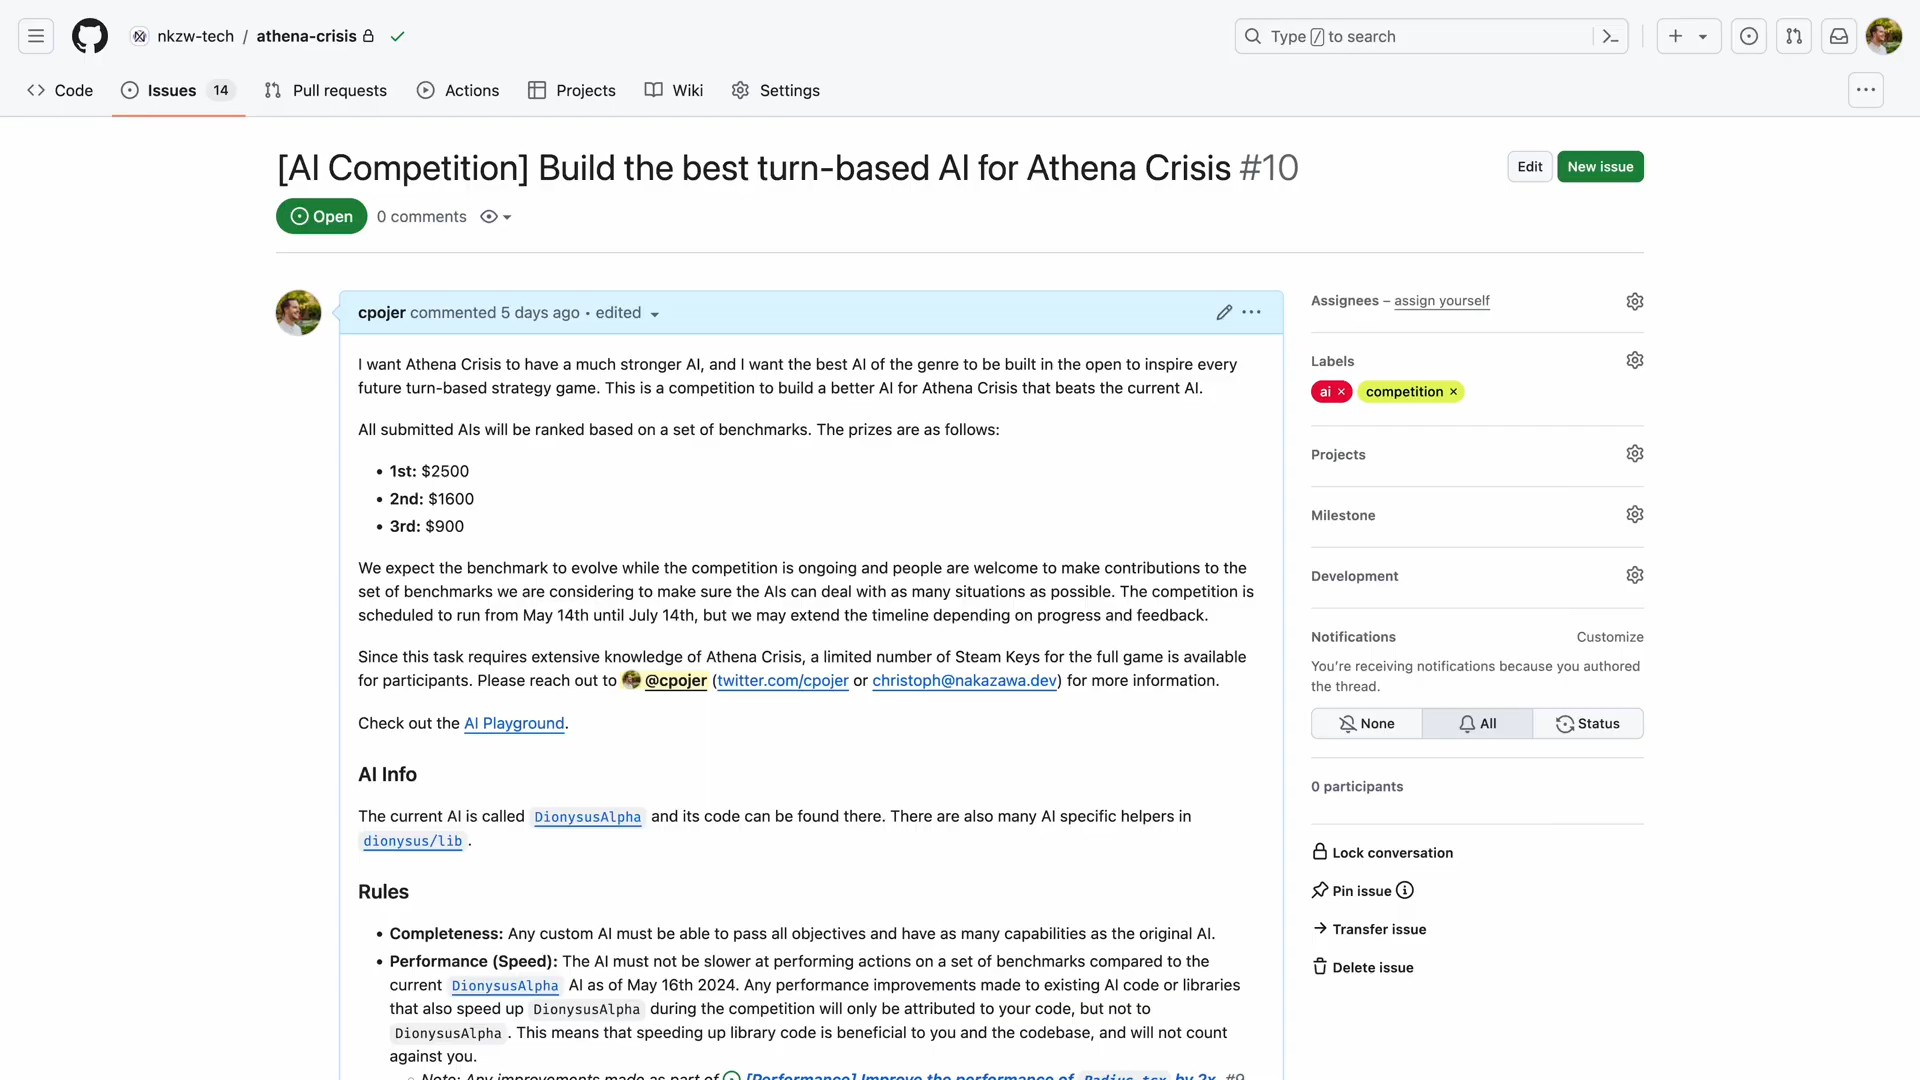 nkzw-tech / athena-crisis
Type / to search
Code
Issues 14
Pull requests
Actions
Projects
Wiki
Settings
[AI Competition] Build the best turn-based AI for Athena Crisis #10
Edit
New issue
Open
0 comments
cpojer commented 5 days ago • edited
I want Athena Crisis to have a much stronger AI, and I want the best AI of the genre to be built in the open to inspire every
future turn-based strategy game. This is a competition to build a better AI for Athena Crisis that beats the current AI.
All submitted AIs will be ranked based on a set of benchmarks. The prizes are as follows:
• 1st: $2500
• 2nd: $1600
• 3rd: $900
We expect the benchmark to evolve while the competition is ongoing and people are welcome to make contributions to the
set of benchmarks we are considering to make sure the AIs can deal with as many situations as possible. The competition is
scheduled to run from May 14th until July 14th, but we may extend the timeline depending on progress and feedback.
Since this task requires extensive knowledge of Athena Crisis, a limited number of Steam Keys for the full game is available
for participants. Please reach out to @cpojer (twitter.com/cpojer or christoph@nakazawa.dev) for more information.
Check out the AI Playground.
AI Info
The current AI is called DionysusAlpha and its code can be found there. There are also many AI specific helpers in
dionysus/lib .
Rules
• Completeness: Any custom AI must be able to pass all objectives and have as many capabilities as the original AI.
• Performance (Speed): The AI must not be slower at performing actions on a set of benchmarks compared to the
current DionysusAlpha AI as of May 16th 2024. Any performance improvements made to existing AI code or libraries
that also speed up DionysusAlpha during the competition will only be attributed to your code, but not to
DionysusAlpha . This means that speeding up library code is beneficial to you and the codebase, and will not count
against you.
Note: Any improvements made as part of [Performance] Improve the performance of Radius.tsx by 2x. #9
Assignees – assign yourself
Labels
ai ×
competition ×
Projects
Milestone
Development
Notifications
Customize
You’re receiving notifications because you authored
the thread.
None
All
Status
0 participants
Lock conversation
Pin issue
Transfer issue
Delete issue